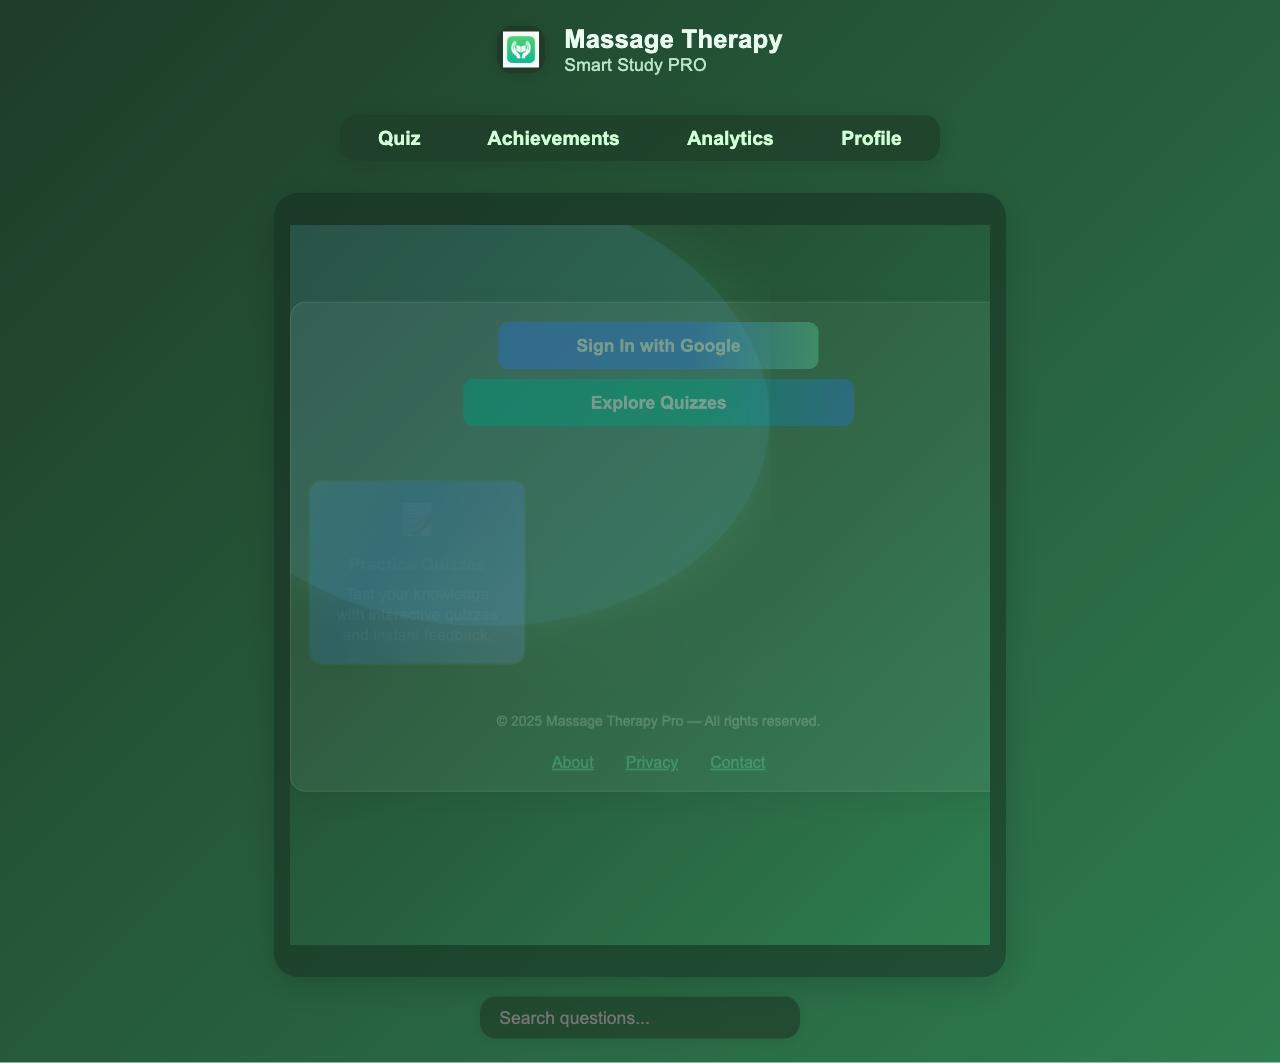 Massage Therapy
Smart Study PRO
Quiz Achievements Analytics Profile
Sign In with Google
Explore Quizzes
Practice Quizzes
Test your knowledge
with interactive quizzes
and instant feedback.
© 2025 Massage Therapy Pro — All rights reserved.
About Privacy Contact
Search questions...